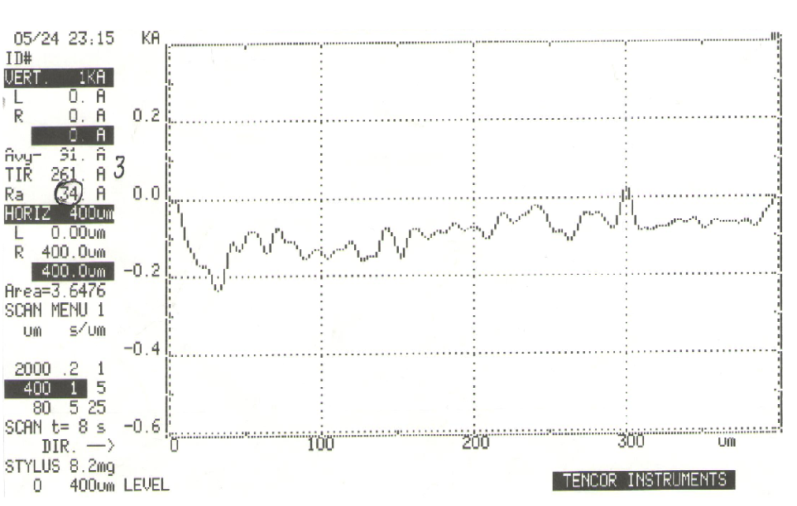 05/24 23:15 KA
ID#
VERT. 1KA
L 0. A
R 0. A 0.2
0. A
Avg- 91. A
TIR 261. A 3
Ra 34 A 0.0
HORIZ 400um
L 0.00um
R 400.0um
400.0um -0.2
Area=3.6476
SCAN MENU 1
um s/um
-0.4
2000 .2 1
400 1 5
80 5 25
SCAN t= 8 s -0.6
DIR. —> 0 100 200 300 um
STYLUS 8.2mg
0 400um LEVEL TENCOR INSTRUMENTS